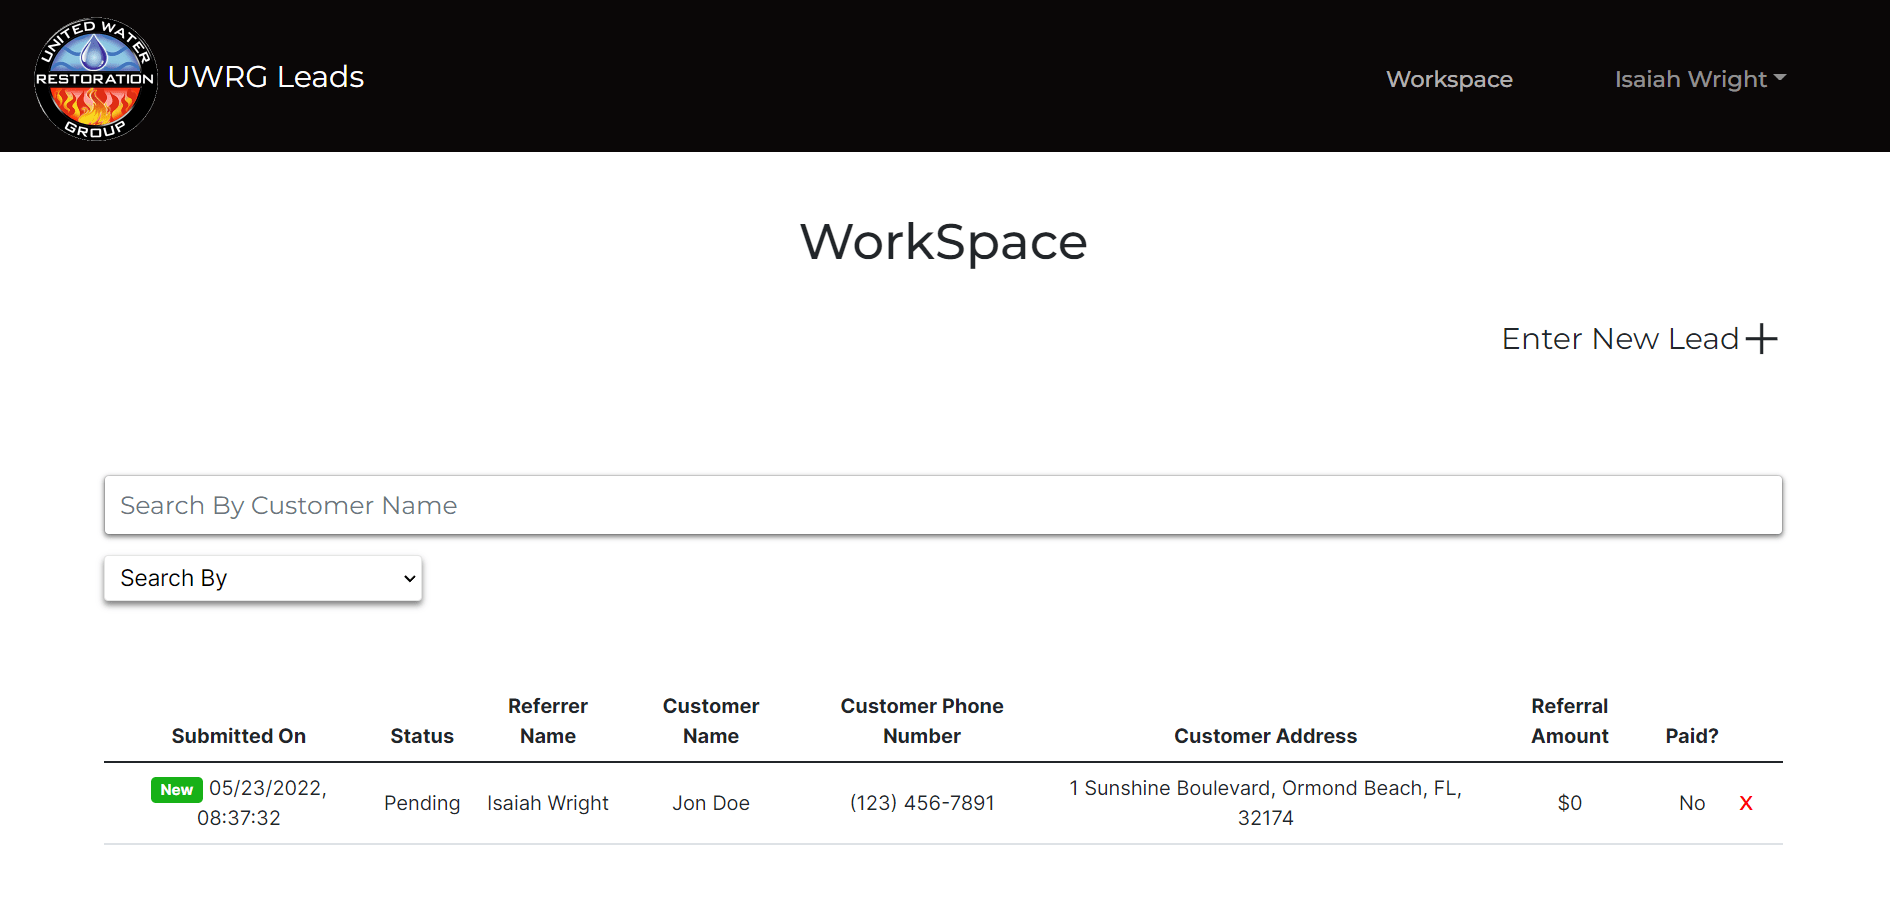 UNITED WATER
RESTORATION
GROUP
UWRG Leads
Workspace
Isaiah Wright
WorkSpace
Enter New Lead
Search By Customer Name
Search By
Submitted On
Status
Referrer
Name
Customer
Name
Customer Phone
Number
Customer Address
Referral
Amount
Paid?
New 05/23/2022,
08:37:32
Pending
Isaiah Wright
Jon Doe
(123) 456-7891
1 Sunshine Boulevard, Ormond Beach, FL,
32174
$0
No
X